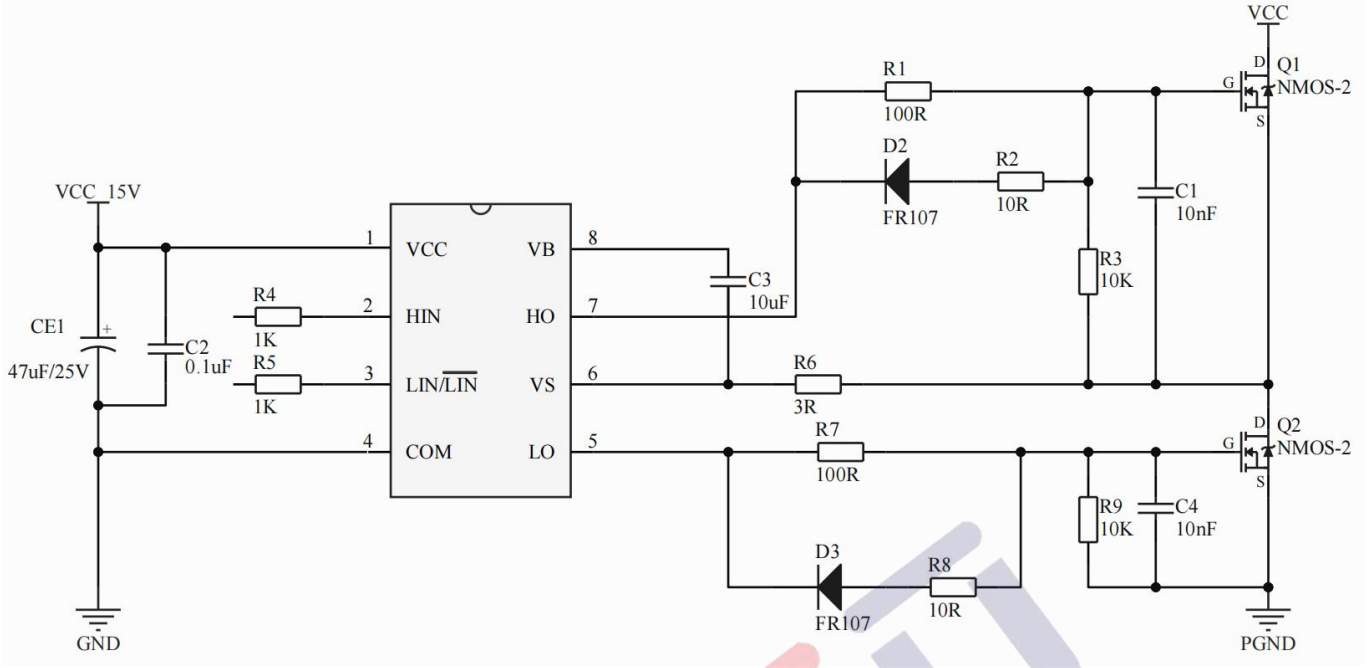 VCC
D
Q1
G
NMOS-2
S
R1
100R
D2
FR107
R2
10R
C1
10nF
R3
10K
VCC 15V
CE1
+
47uF/25V
C2
0.1uF
R4
1K
R5
1K
1
VCC
2
HIN
3
LIN/LIN
4
COM
VB
8
HO
7
VS
6
LO
5
C3
10uF
R6
3R
R7
100R
D3
FR107
R8
10R
D
Q2
G
NMOS-2
S
R9
10K
C4
10nF
GND
PGND